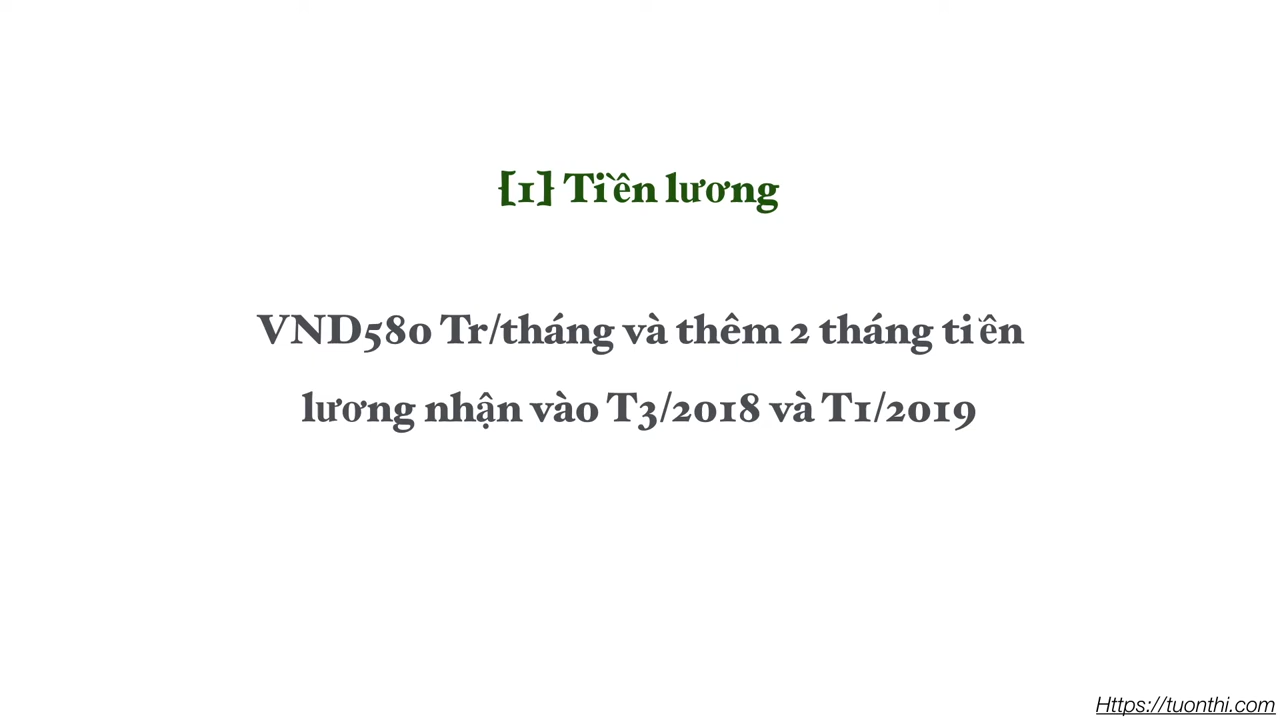 [1] Tiền lương
VND580 Tr/tháng và thêm 2 tháng tiền
lương nhận vào T3/2018 và T1/2019
Https://tuonthi.com